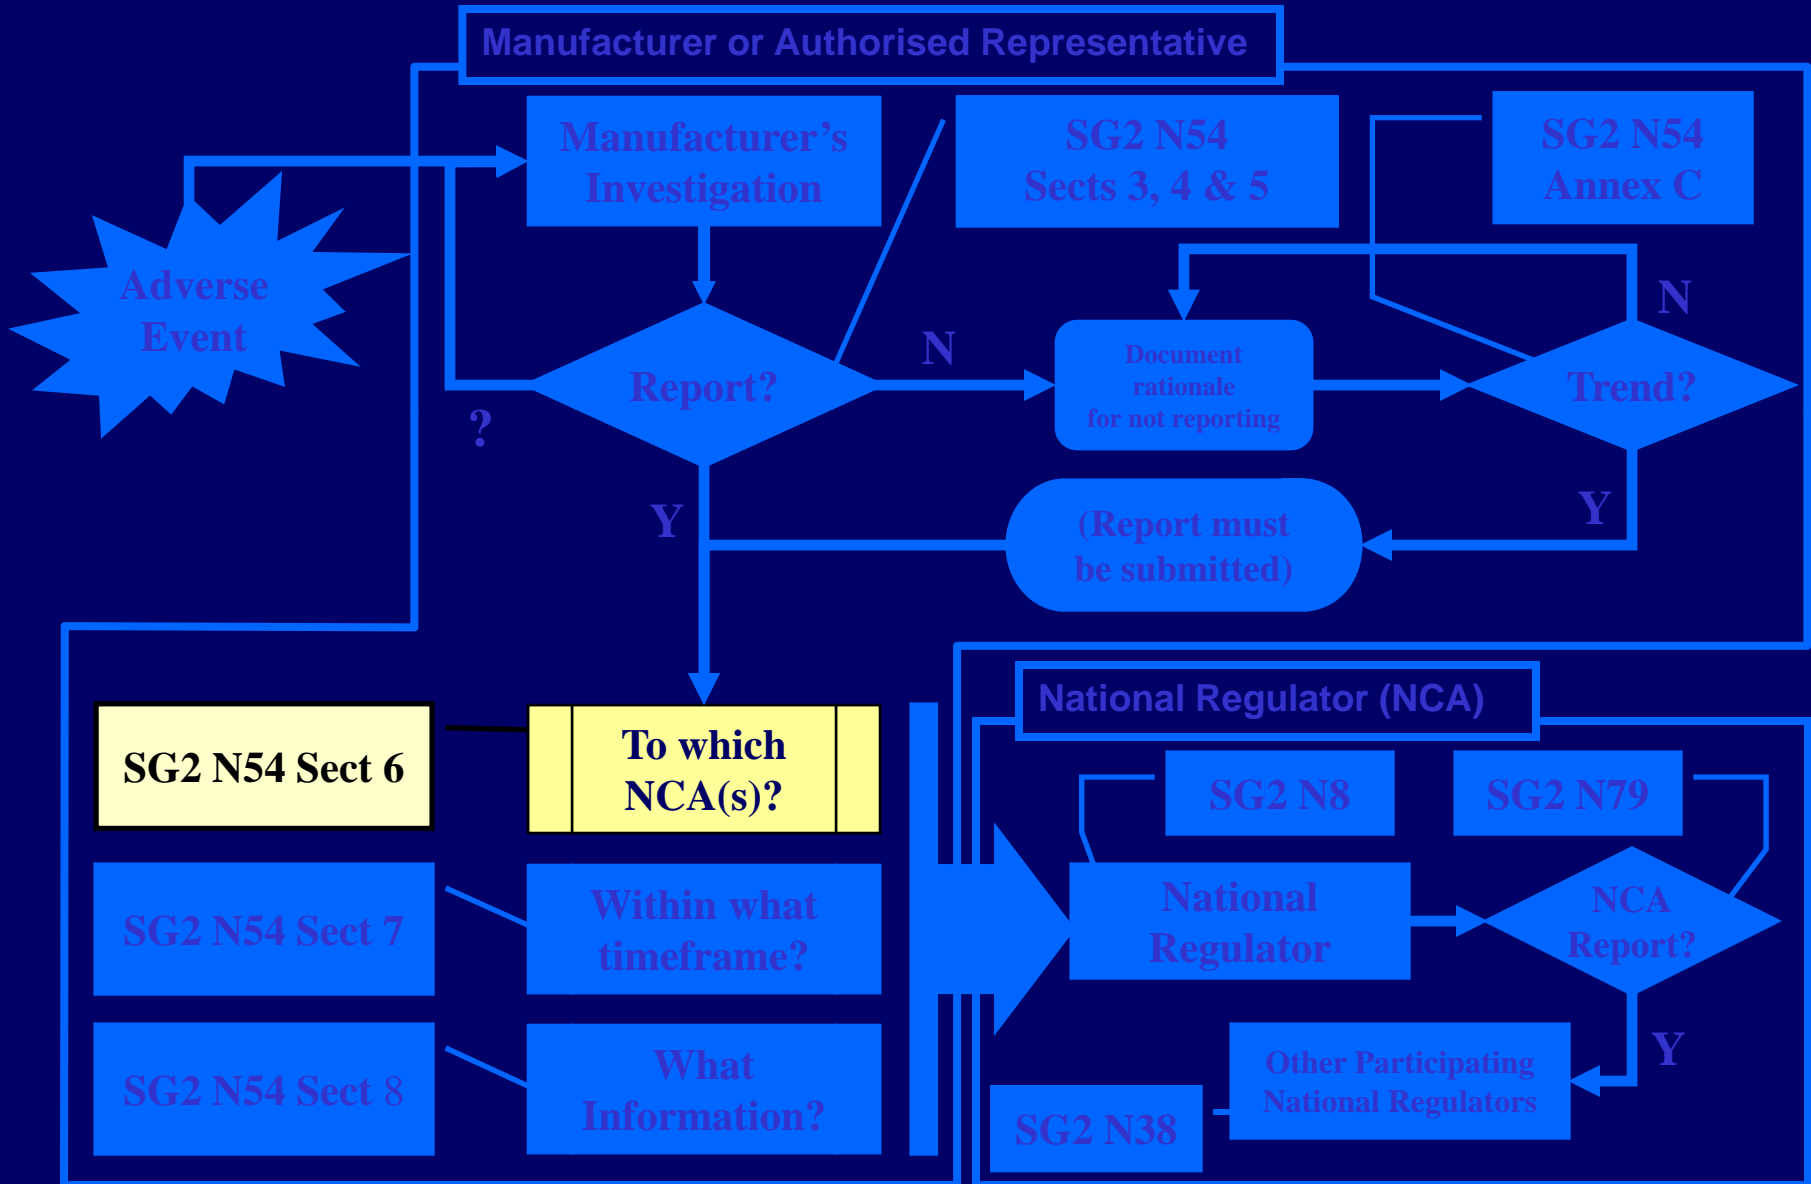 Manufacturer or Authorised Representative
Manufacturer’s
Investigation
SG2 N54
Sects 3, 4 & 5
SG2 N54
Annex C
Adverse
Event
Report?
?
N
Document
rationale
for not reporting
Trend?
N
Y
Y
(Report must
be submitted)
SG2 N54 Sect 6
To which
NCA(s)?
SG2 N54 Sect 7
Within what
timeframe?
SG2 N54 Sect 8
What
Information?
National Regulator (NCA)
SG2 N8
SG2 N79
National
Regulator
NCA
Report?
Y
Other Participating
National Regulators
SG2 N38